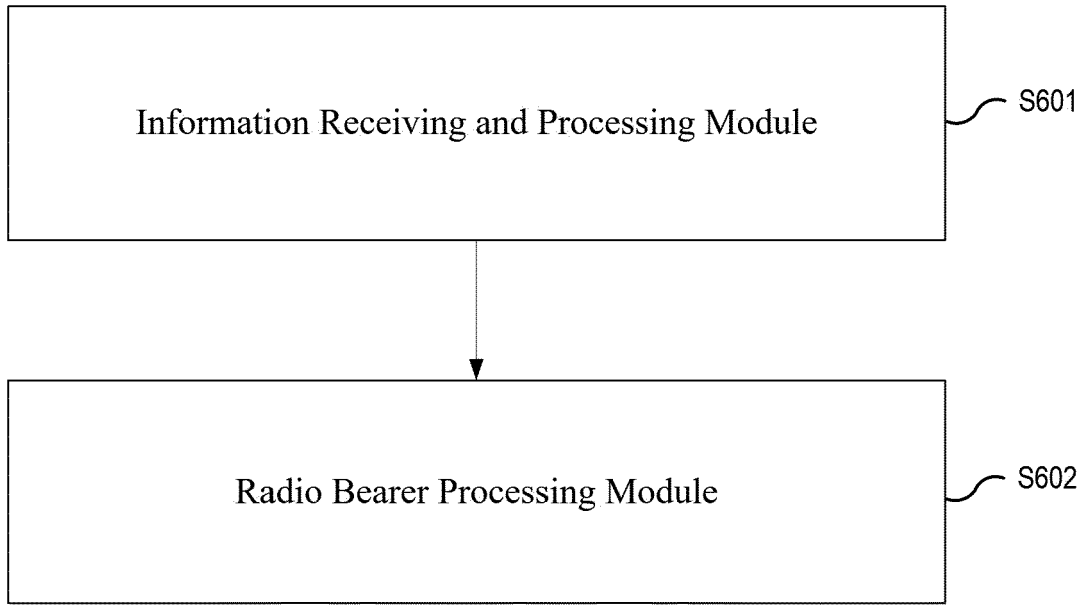 Information Receiving and Processing Module
S601
Radio Bearer Processing Module
S602